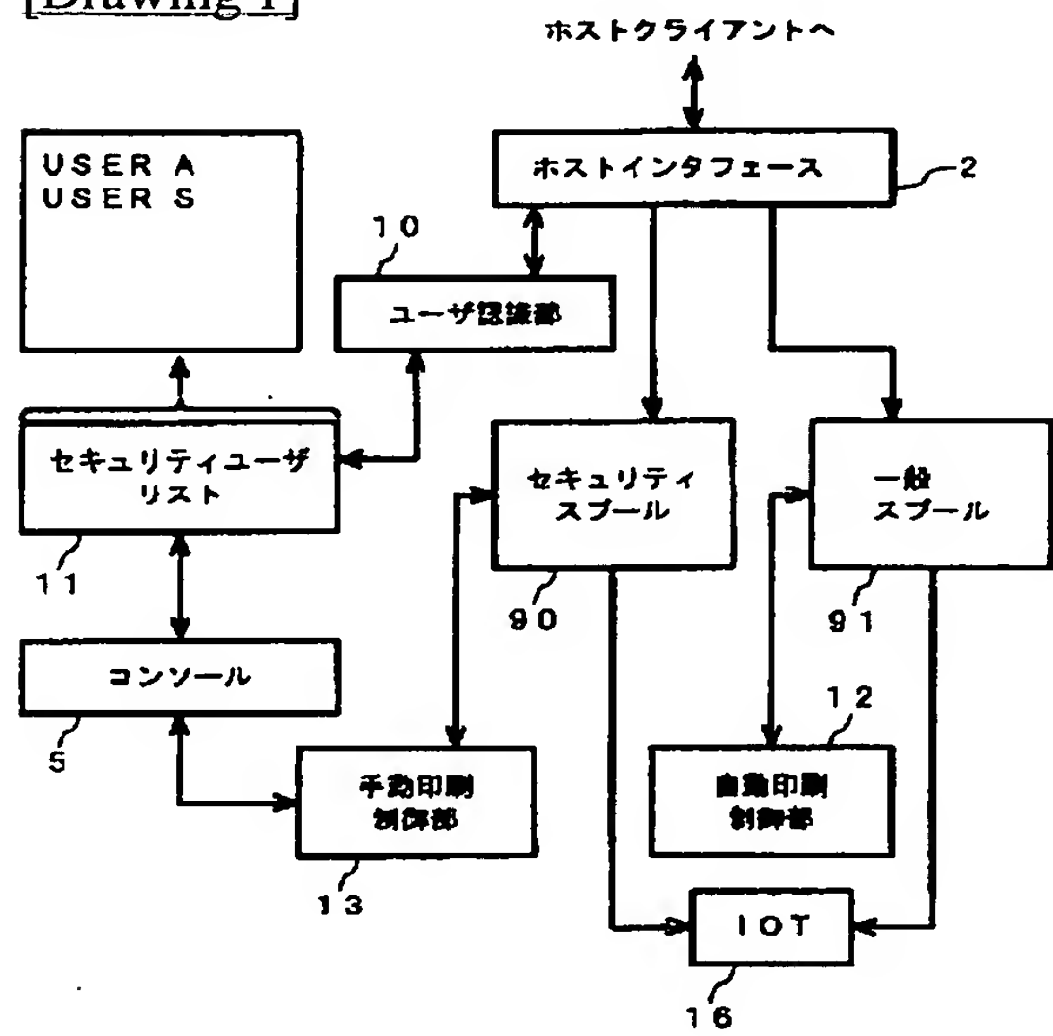 [Drawing 1]
ホストクライアントへ
USER A
USER S
ホストインタフェース
2
10
ユーザ認識部
セキュリティユーザ
リスト
11
セキュリティ
スプール
90
一般
スプール
91
コンソール
5
12
手動印刷
制御部
13
自動印刷
制御部
IOT
16